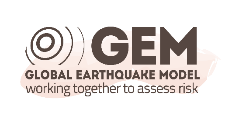 GEM
GLOBAL EARTHQUAKE MODEL
working together to assess risk